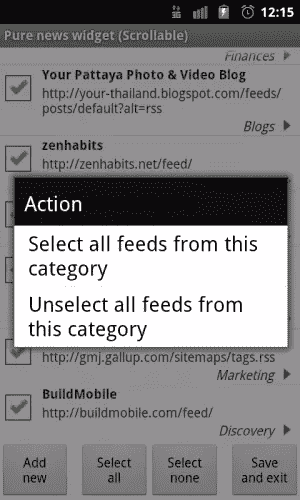 12:15
Pure news widget (Scrollable)
Finances
Your Pattaya Photo & Video Blog
http://your-thailand.blogspot.com/feeds/
posts/default?alt=rss
Blogs
zenhabits
http://zenhabits.net/feed/
Action
Select all feeds from this
category
Unselect all feeds from
this category
http://gmj.gallup.com/sitemaps/tags.rss
Marketing
BuildMobile
http://buildmobile.com/feed/
Discovery
Add
new
Select
all
Select
none
Save
and exit